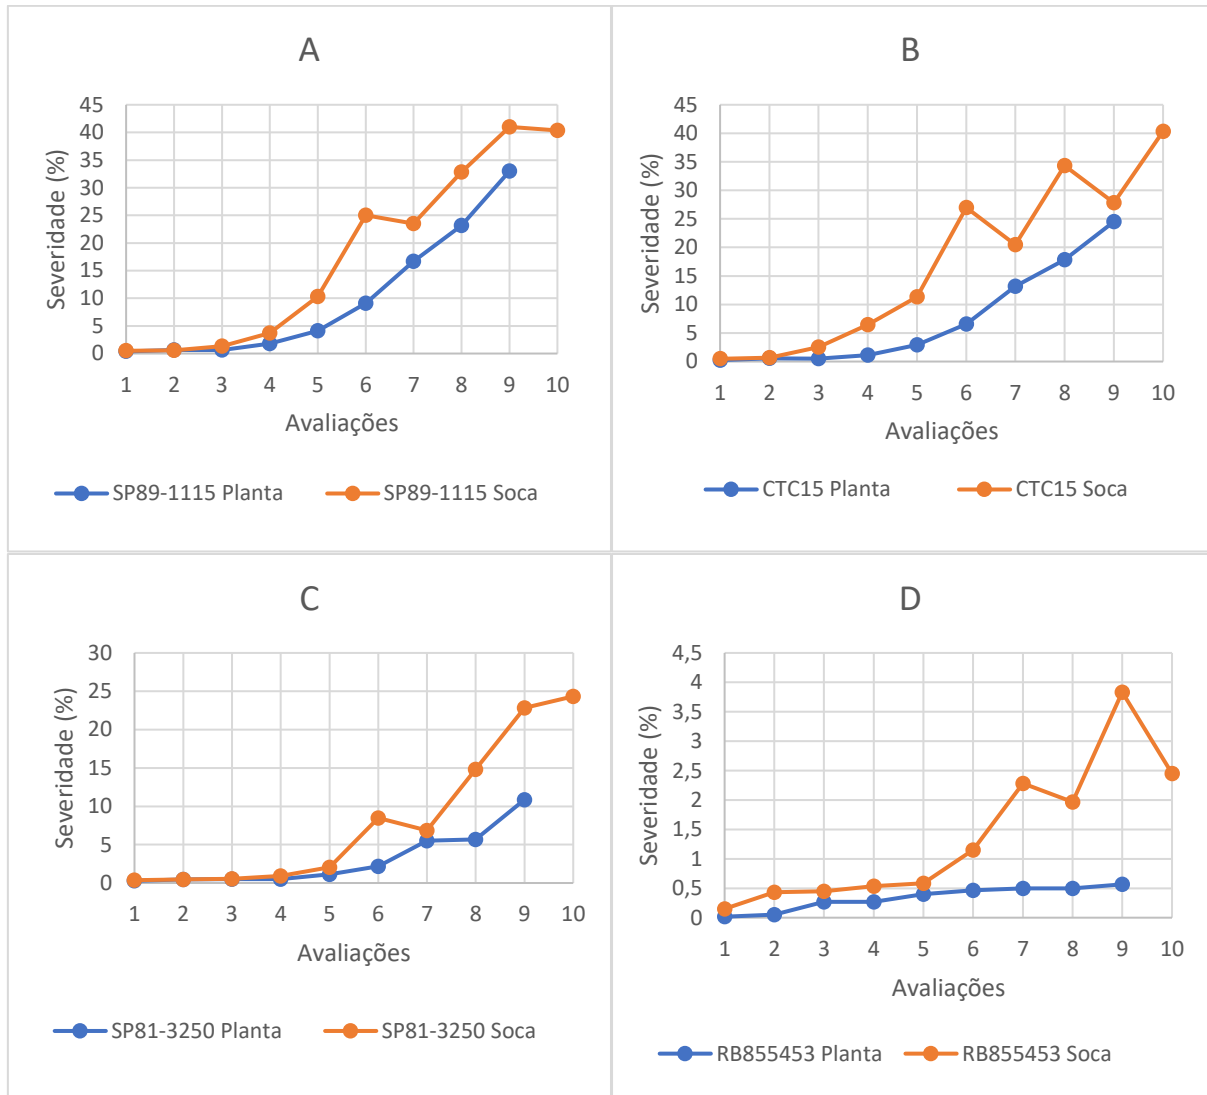 A
45
40
35
30
25
20
15
10
5
0
Severidade (%)
1 2 3 4 5 6 7 8 9 10
Avaliações
SP89-1115 Planta SP89-1115 Soca
B
45
40
35
30
25
20
15
10
5
0
Severidade (%)
1 2 3 4 5 6 7 8 9 10
Avaliações
CTC15 Planta CTC15 Soca
C
30
25
20
15
10
5
0
Severidade (%)
1 2 3 4 5 6 7 8 9 10
Avaliações
SP81-3250 Planta SP81-3250 Soca
D
4,5
4
3,5
3
2,5
2
1,5
1
0,5
0
Severidade (%)
1 2 3 4 5 6 7 8 9 10
Avaliações
RB855453 Planta RB855453 Soca